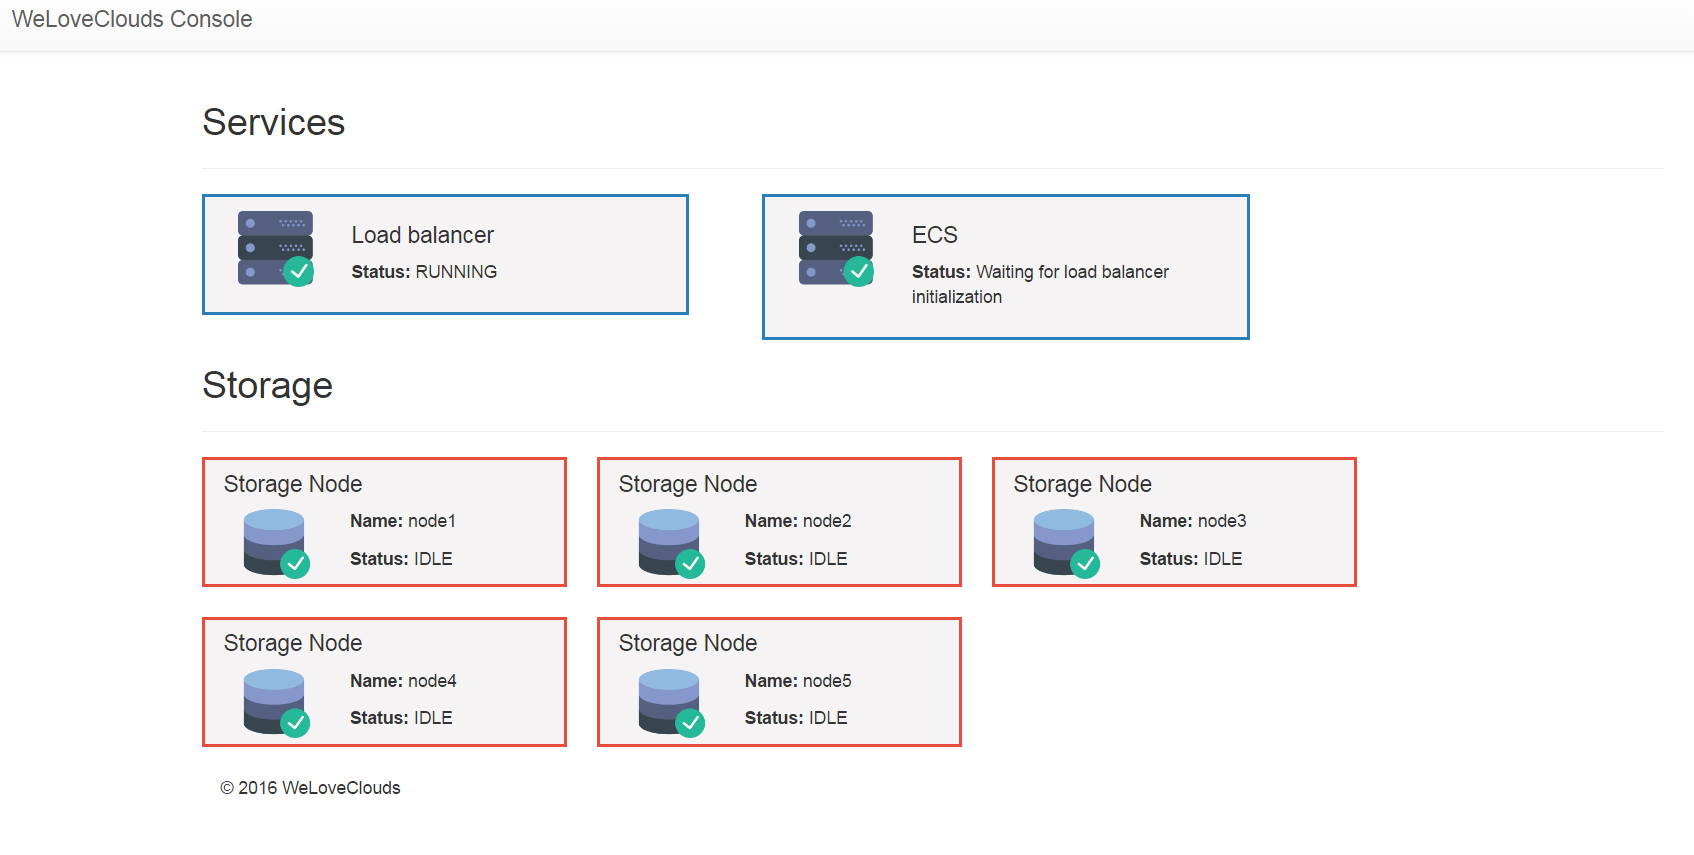 WeLoveClouds Console
Services
Load balancer
Status: RUNNING
ECS
Status: Waiting for load balancer
initialization
Storage
Storage Node
Name: node1
Status: IDLE
Storage Node
Name: node2
Status: IDLE
Storage Node
Name: node3
Status: IDLE
Storage Node
Name: node4
Status: IDLE
Storage Node
Name: node5
Status: IDLE
© 2016 WeLoveClouds